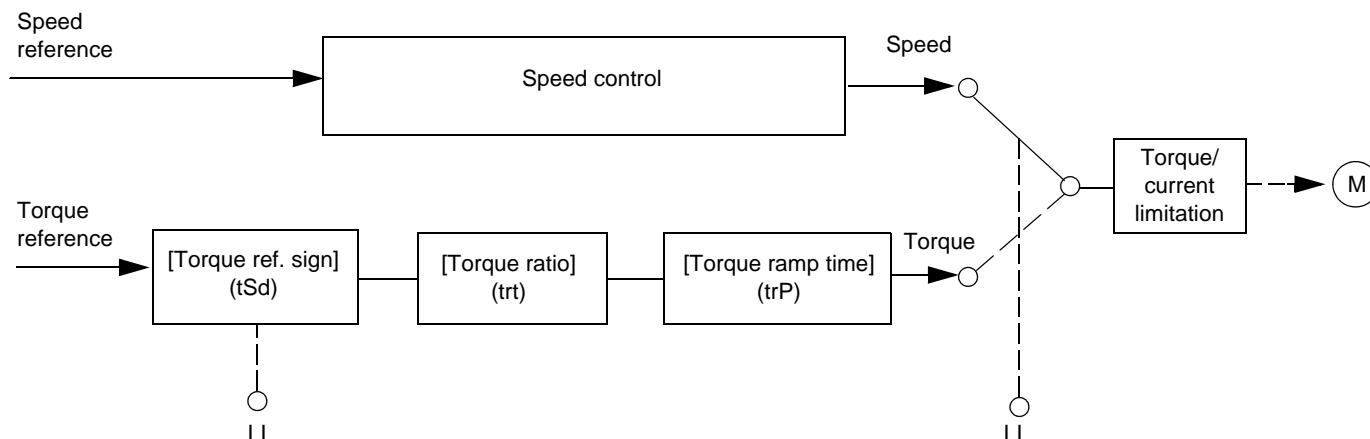 Speed
reference
Speed control
Speed
Torque/
current
limitation
M
Torque
reference
[Torque ref. sign]
(tSd)
[Torque ratio]
(trt)
[Torque ramp time]
(trP)
Torque